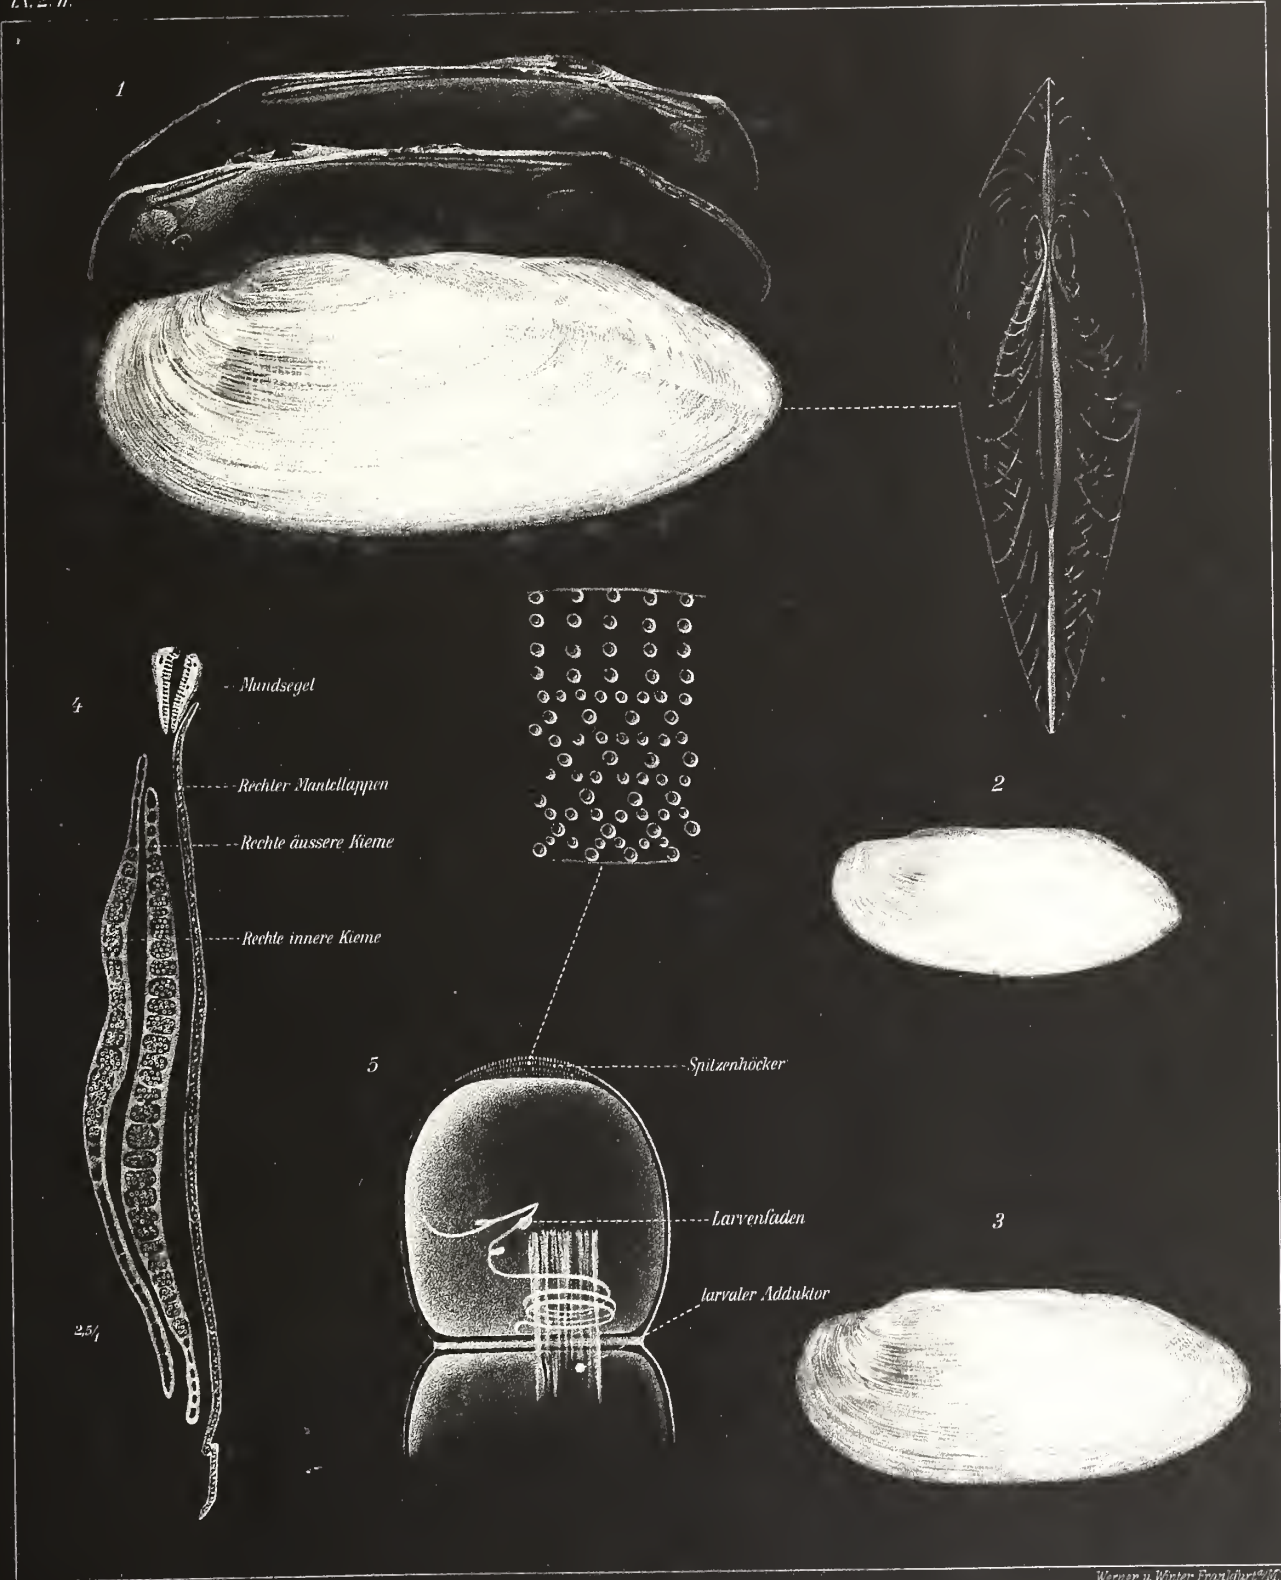 1
4
Mundsegel
Rechter Mantellappen
Rechte äussere Kieme
Rechte innere Kieme
2,5/1
2
5
Spitzenhöcker
Larvenfaden
larvaler Adduktor
3
Werner u. Winter, Frankfurt a/M.